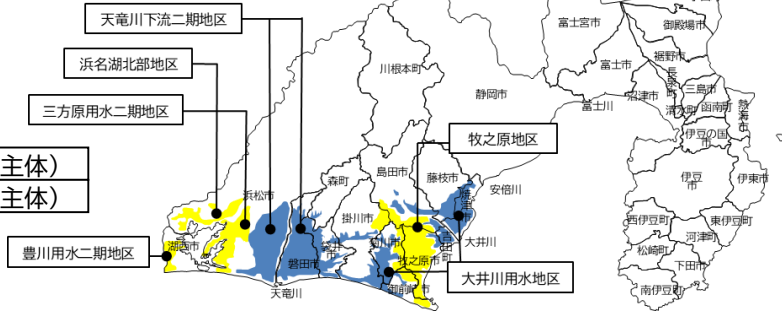 天竜川下流二期地区
浜名湖北部地区
三方原用水二期地区
主体）
主体）
豊川用水二期地区
牧之原地区
大井川用水地区
富士宮市
御殿場市
裾野市
富士市
長泉町
川根本町
静岡市
沼津市
三島市
清水町
函南町
熱海市
富士川
伊豆の国市
島田市
藤枝市
安倍川
伊豆市
伊東市
森町
浜松市
掛川市
焼津市
西伊豆町
東伊豆町
河津町
湖西市
袋井市
菊川市
吉田町
大井川
松崎町
磐田市
牧之原市
下田市
天竜川
御前崎市
南伊豆町